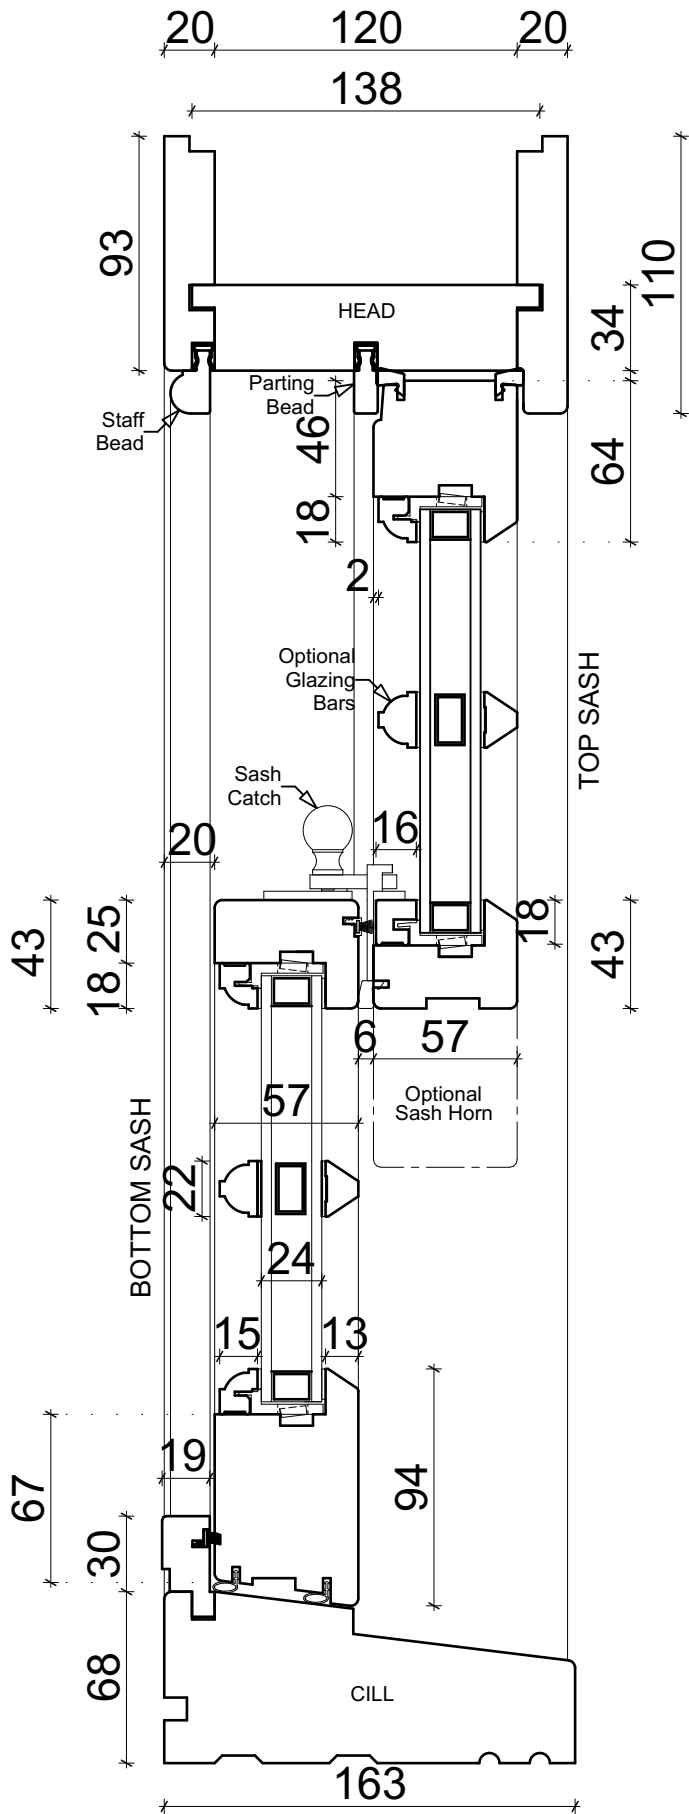 20 120 20
138
93
110
HEAD
34
Parting
Bead
Staff
Bead
46
64
18
2
Optional
Glazing
Bars
TOP SASH
Sash
Catch
16
20
25
43
18
18
43
6 57
Optional
Sash Horn
57
BOTTOM SASH
22
24
15 13
19
67
94
30
68
CILL
163